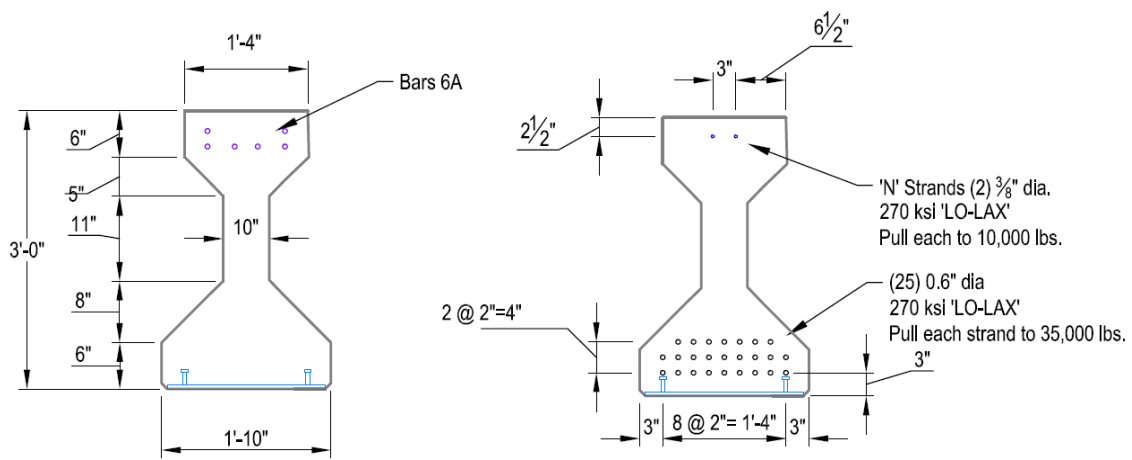 1'-4"
Bars 6A
6"
5"
11"
10"
3'-0"
8"
6"
1'-10"
6½"
3"
2½"
'N' Strands (2) ⅜" dia.
270 ksi 'LO-LAX'
Pull each to 10,000 lbs.
(25) 0.6" dia
270 ksi 'LO-LAX'
Pull each strand to 35,000 lbs.
2 @ 2"=4"
3"
3"
8 @ 2"= 1'-4"
3"